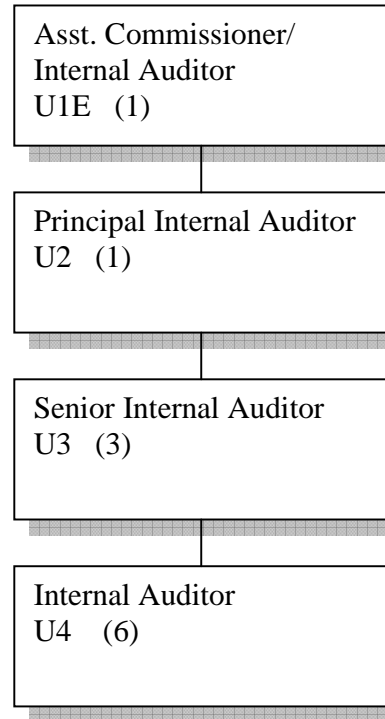 Asst. Commissioner/
Internal Auditor
U1E (1)
Principal Internal Auditor
U2 (1)
Senior Internal Auditor
U3 (3)
Internal Auditor
U4 (6)